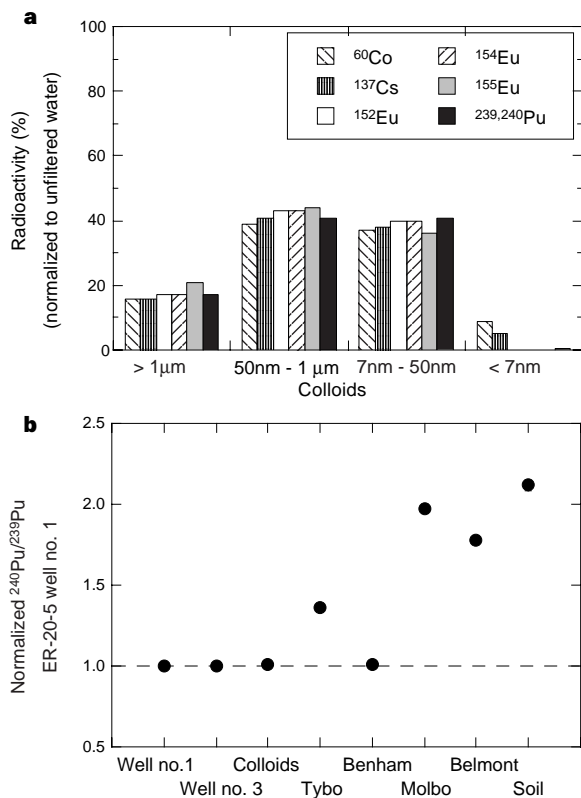 a
100
80
60
40
20
0
Radioactivity (%)
(normalized to unfiltered water)
⁶⁰Co
¹³⁷Cs
¹⁵²Eu
¹⁵⁴Eu
¹⁵⁵Eu
²³⁹,²⁴⁰Pu
> 1μm
50nm - 1 μm
7nm - 50nm
< 7nm
Colloids
b
2.5
2.0
1.5
1.0
0.5
Normalized ²⁴⁰Pu/²³⁹Pu
ER-20-5 well no. 1
Well no.1
Well no. 3
Colloids
Tybo
Benham
Molbo
Belmont
Soil